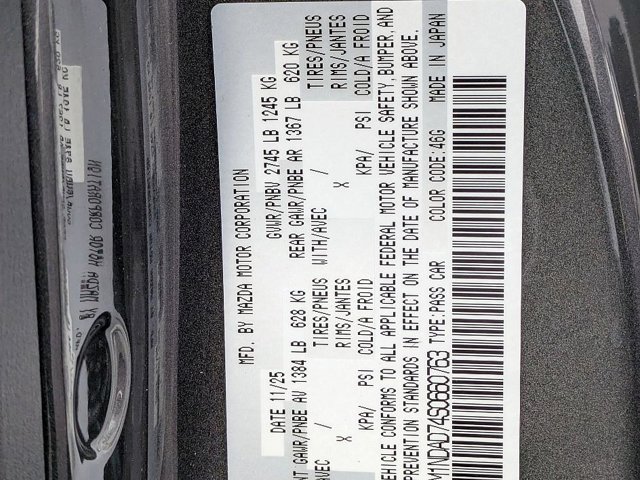 MFD. BY MAZDA MOTOR CORPORATION
DATE 11/25 GVWR/PNBV 2745 LB 1245 KG
NT GAWR/PNBE AV 1384 LB 628 KG REAR GAWR/PNBE AR 1367 LB 620 KG
AVEC / TIRES/PNEUS WITH/AVEC / TIRES/PNEUS
X RIMS/JANTES X RIMS/JANTES
KPA/ PSI COLD/A FROID KPA/ PSI COLD/A FROID
EHICLE CONFORMS TO ALL APPLICABLE FEDERAL MOTOR VEHICLE SAFETY, BUMPER, AND
PREVENTION STANDARDS IN EFFECT ON THE DATE OF MANUFACTURE SHOWN ABOVE.
M1NDAD74S0660763 TYPE:PASS CAR COLOR CODE:46G MADE IN JAPAN